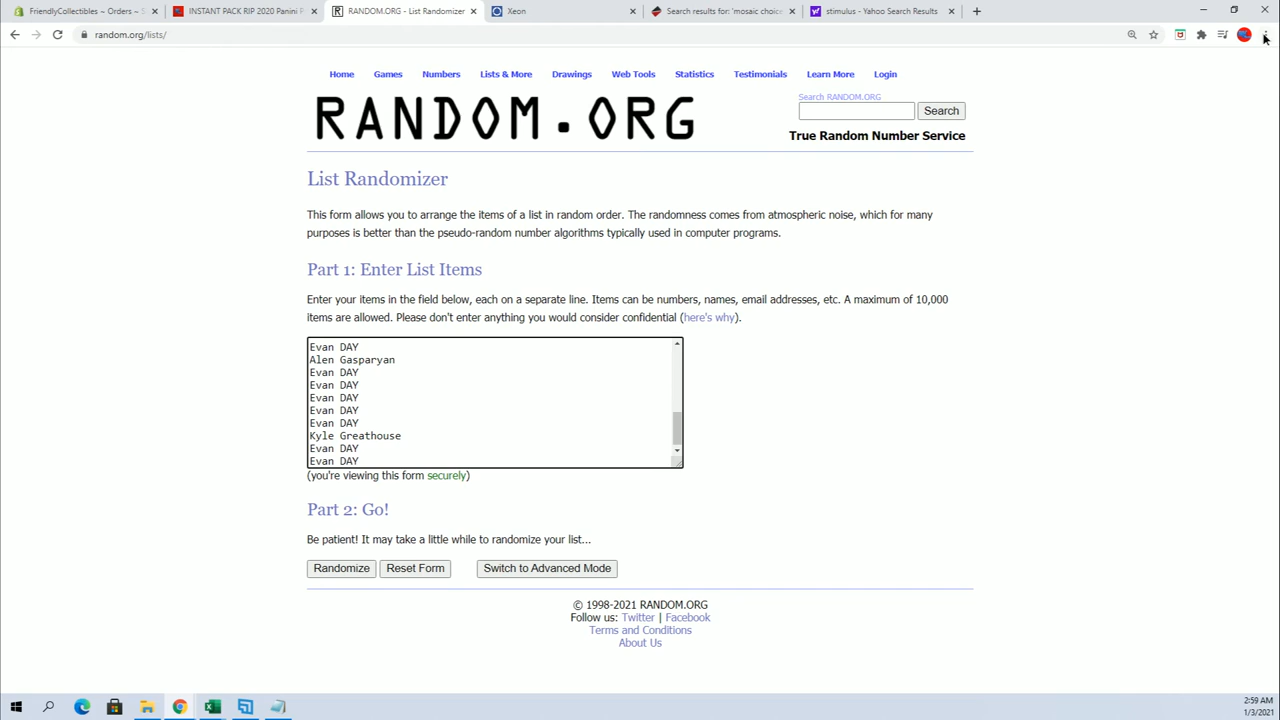 FriendlyCollectibles ~ Orders ~ S
INSTANT PACK RIP 2020 Panini P
RANDOM.ORG - List Randomizer
Xeon
Search results for: 'mosaic choice
stimulus - Yahoo Search Results
random.org/lists/
Home
Games
Numbers
Lists & More
Drawings
Web Tools
Statistics
Testimonials
Learn More
Login
RANDOM.ORG
Search RANDOM.ORG
Search
True Random Number Service
List Randomizer
This form allows you to arrange the items of a list in random order. The randomness comes from atmospheric noise, which for many
purposes is better than the pseudo-random number algorithms typically used in computer programs.
Part 1: Enter List Items
Enter your items in the field below, each on a separate line. Items can be numbers, names, email addresses, etc. A maximum of 10,000
items are allowed. Please don't enter anything you would consider confidential (here's why).
Evan DAY
Alen Gasparyan
Evan DAY
Evan DAY
Evan DAY
Evan DAY
Evan DAY
Kyle Greathouse
Evan DAY
Evan DAY
(you're viewing this form securely)
Part 2: Go!
Be patient! It may take a little while to randomize your list...
Randomize
Reset Form
Switch to Advanced Mode
© 1998-2021 RANDOM.ORG
Follow us: Twitter | Facebook
Terms and Conditions
About Us
2:59 AM
1/3/2021